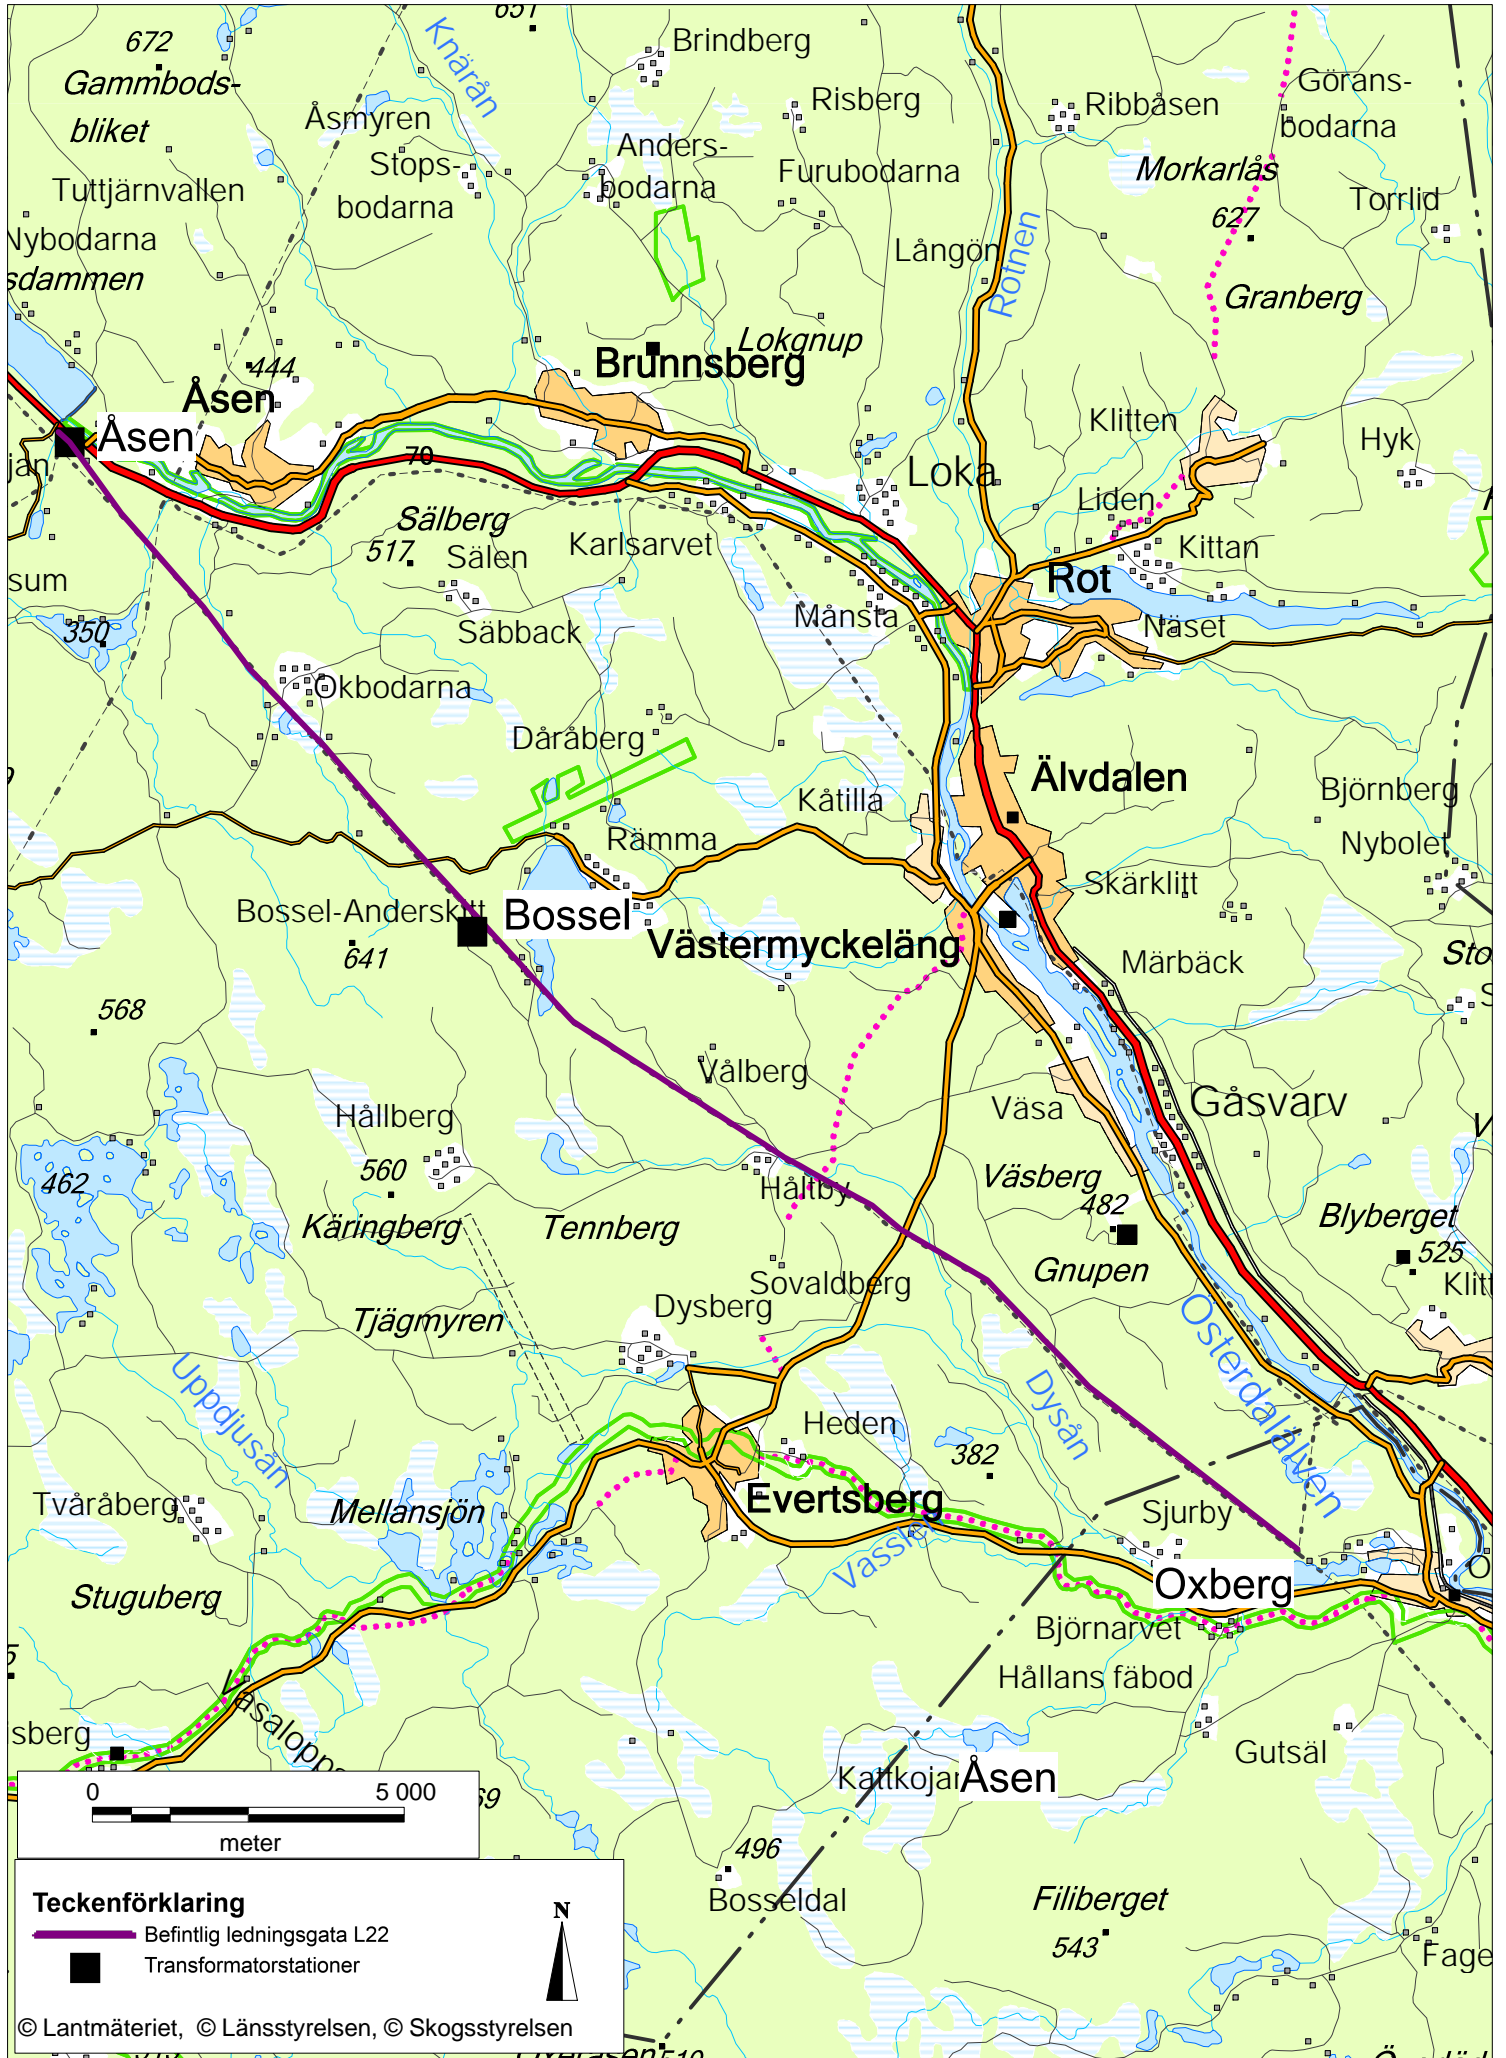 651
672
Gammbods-
bliket
Knärån
Brindberg
Risberg
Ribbåsen
Görans-
bodarna
Åsmyren
Stops-
bodarna
Anders-
bodarna
Furubodarna
Morkarlås
627
Torrlid
Tuttjärnvallen
Nybodarna
sdammen
Långön
Rotnen
Granberg
Lokgnup
Brunnsberg
444
Åsen
Åsen
Klitten
Hyk
70
Loka
Liden
Kittan
Sälberg
517
Sälen
Karlsarvet
Rot
sum
350
Säbback
Månsta
Näset
Okbodarna
Dåråberg
Älvdalen
Kåtilla
Björnberg
Nybolet
Rämma
Skärklitt
Bossel
641
Västermyckeläng
Märbäck
Sto
568
Vålberg
Väsa
Gåsvarv
Hållberg
560
462
Håltby
Väsberg
482
Blyberget
525
Käringberg
Tennberg
Gnupen
Klitt
Sovaldberg
Dysberg
Tjägmyren
Österdalälven
Uppdjusån
Dysån
Heden
382
Tvåråberg
Mellansjön
Evertsberg
Sjurby
Oxberg
Stuguberg
Björnarvet
Hållans fäbod
sberg
Gutsäl
Åsen
0 5 000
meter
69
496
Bosseldal
Filiberget
543
Fage
Teckenförklaring
N
Befintlig ledningsgata L22
Transformatorstationer
© Lantmäteriet, © Länsstyrelsen, © Skogsstyrelsen